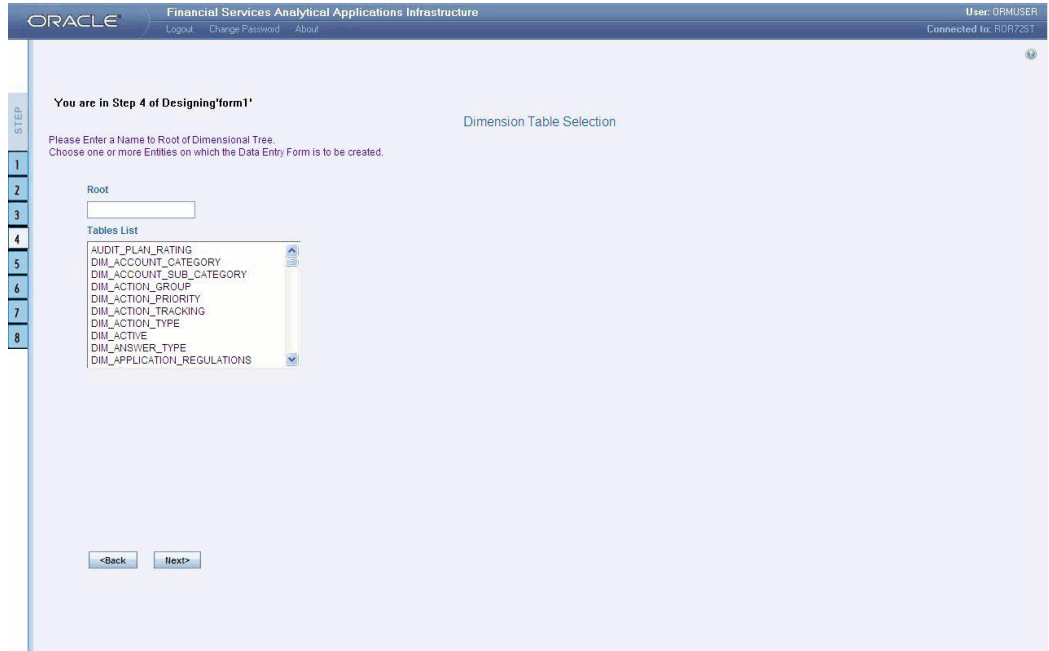 ORACLE
Financial Services Analytical Applications Infrastructure
User: ORMUSER
Logout Change Password About
Connected to: ROR72ST
You are in Step 4 of Designing'form1'
Dimension Table Selection
Please Enter a Name to Root of Dimensional Tree.
Choose one or more Entities on which the Data Entry Form is to be created.
STEP
1
2
3
4
5
6
7
8
Root
Tables List
AUDIT_PLAN_RATING
DIM_ACCOUNT_CATEGORY
DIM_ACCOUNT_SUB_CATEGORY
DIM_ACTION_GROUP
DIM_ACTION_PRIORITY
DIM_ACTION_TRACKING
DIM_ACTION_TYPE
DIM_ACTIVE
DIM_ANSWER_TYPE
DIM_APPLICATION_REGULATIONS
<Back Next>